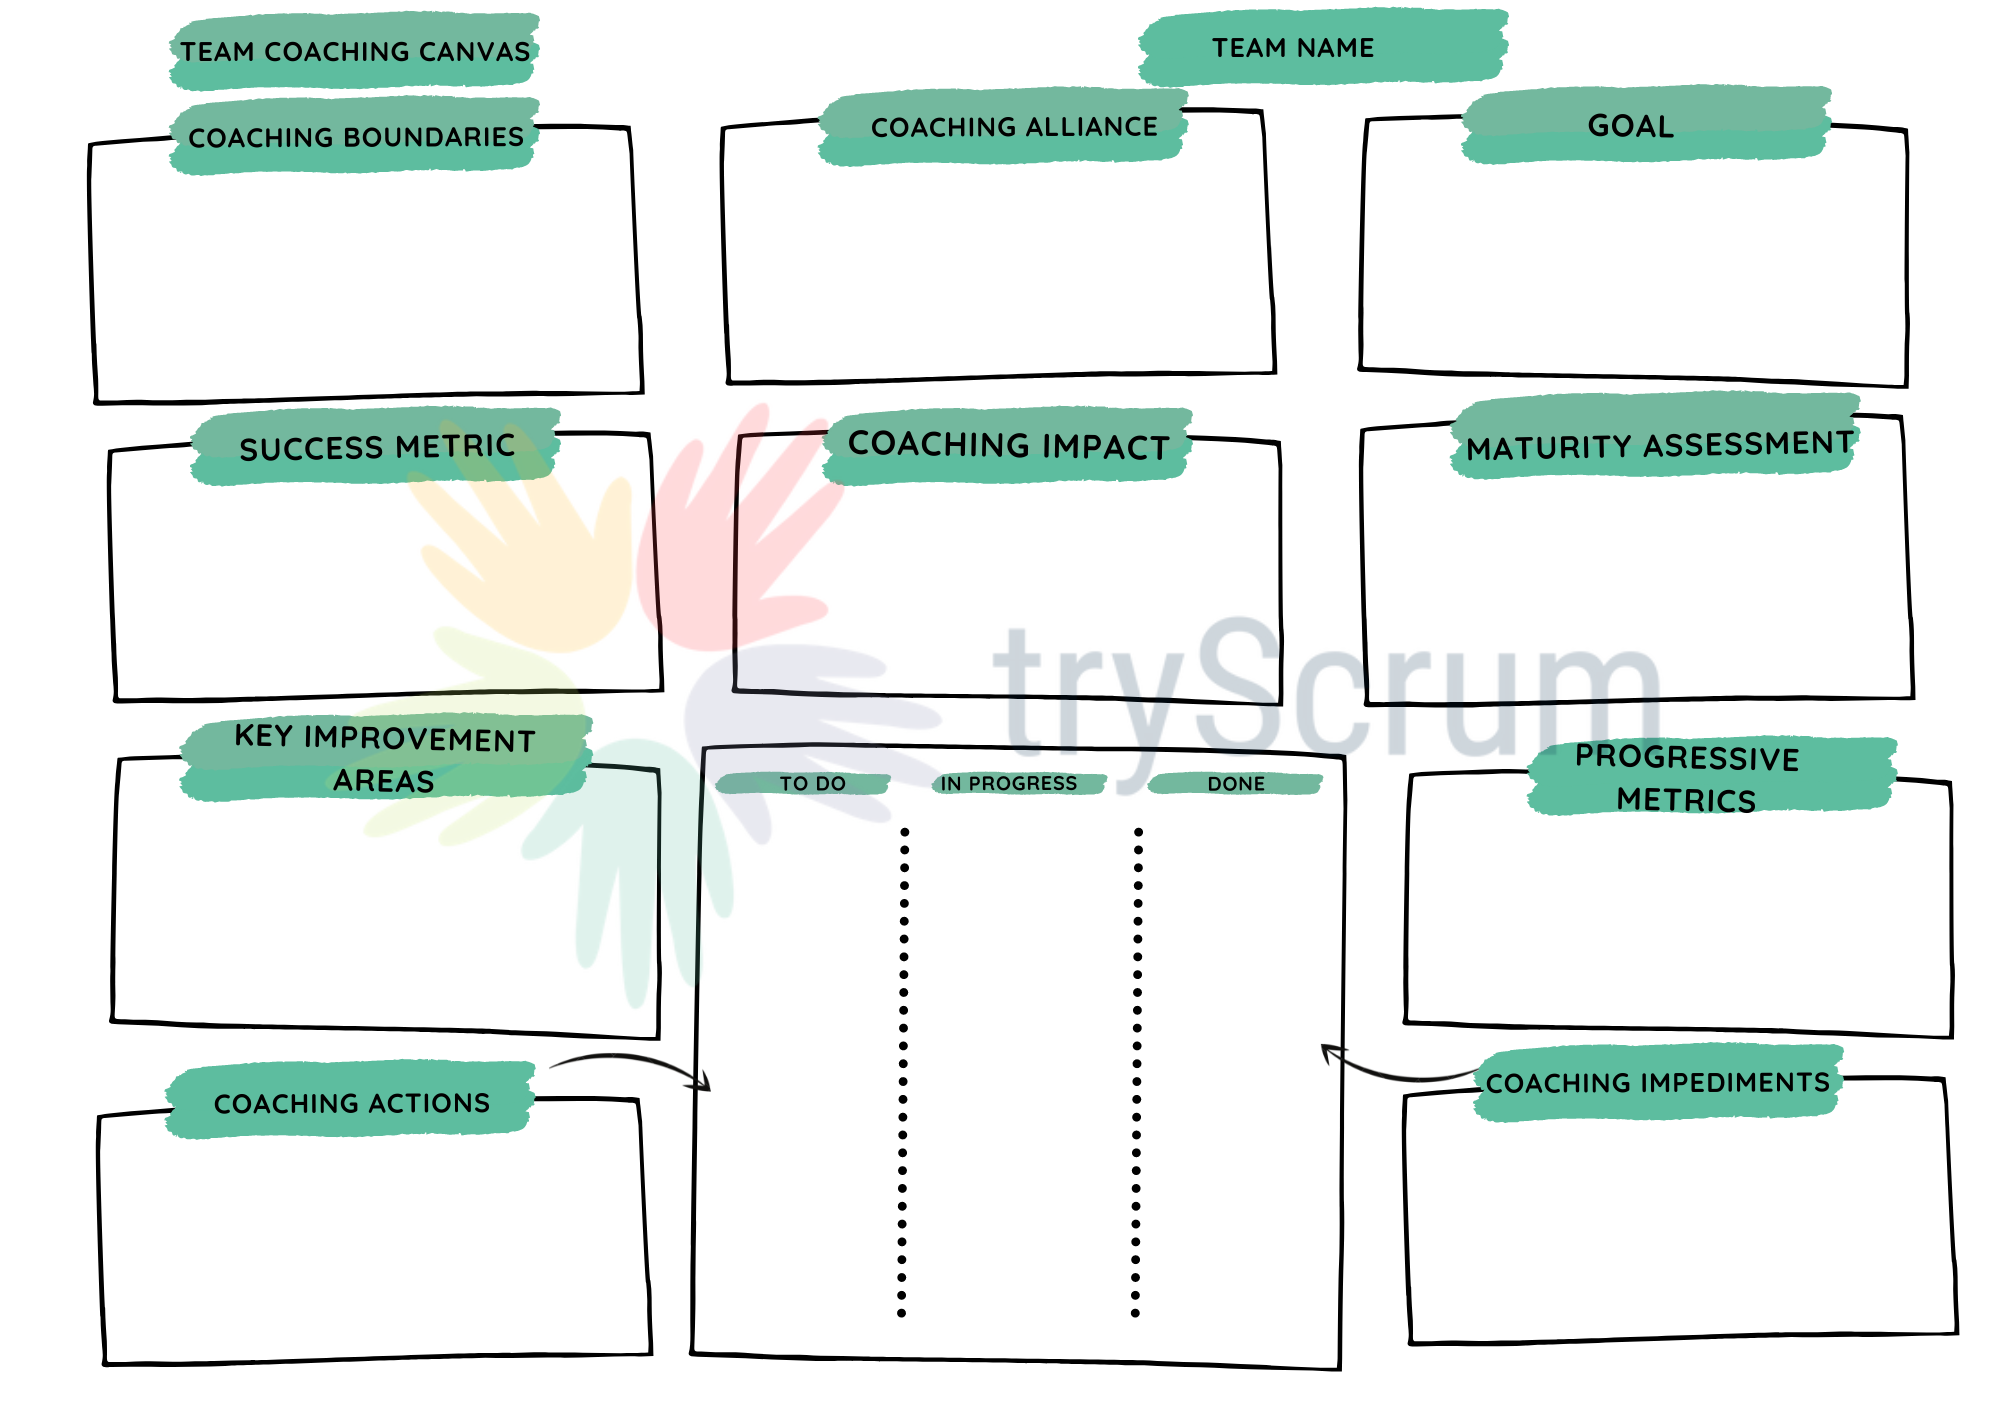 TEAM COACHING CANVAS
TEAM NAME
COACHING BOUNDARIES
COACHING ALLIANCE
GOAL
SUCCESS METRIC
COACHING IMPACT
MATURITY ASSESSMENT
tryScrum
KEY IMPROVEMENT
AREAS
TO DO
IN PROGRESS
DONE
PROGRESSIVE
METRICS
COACHING ACTIONS
COACHING IMPEDIMENTS